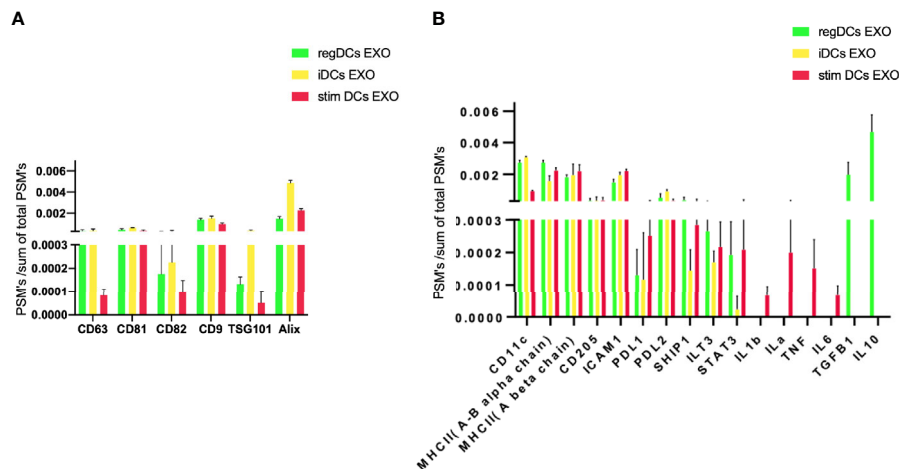 A
regDCs EXO
iDCs EXO
stim DCs EXO
PSM's /sum of total PSM's
0.006
0.004
0.002
0.0003
0.0002
0.0001
0.0000
CD63 CD81 CD82 CD9 TSG101 Alix
B
regDCs EXO
iDCs EXO
stim DCs EXO
PSM's /sum of total PSM's
0.006
0.004
0.002
0.0003
0.0002
0.0001
0.0000
CD11c
MHCII( A-B alpha chain)
MHCII( A beta chain)
CD205
ICAM1
PDL1
PDL2
SHIP1
ILT3
STAT3
IL1b
ILa
TNF
IL6
TGFB1
IL10